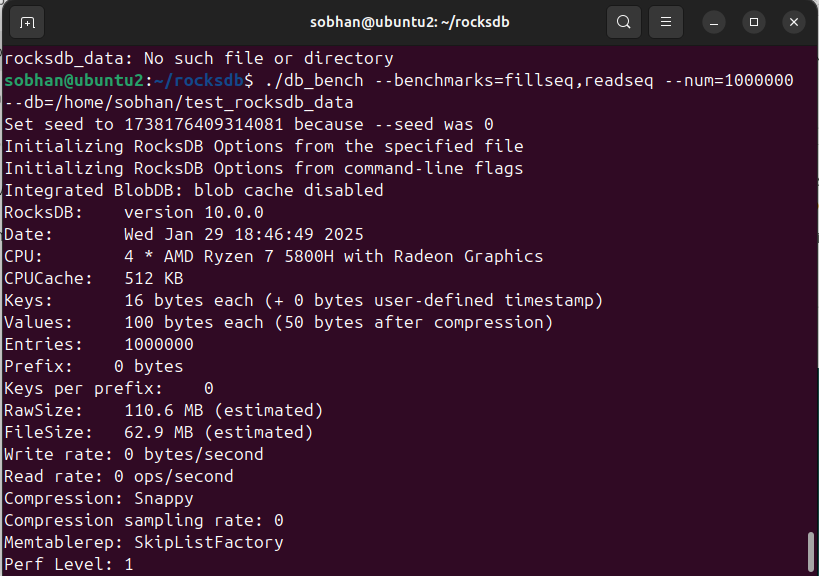 sobhan@ubuntu2: ~/rocksdb
rocksdb_data: No such file or directory
sobhan@ubuntu2:~/rocksdb$ ./db_bench --benchmarks=fillseq,readseq --num=1000000
--db=/home/sobhan/test_rocksdb_data
Set seed to 1738176409314081 because --seed was 0
Initializing RocksDB Options from the specified file
Initializing RocksDB Options from command-line flags
Integrated BlobDB: blob cache disabled
RocksDB:    version 10.0.0
Date:       Wed Jan 29 18:46:49 2025
CPU:        4 * AMD Ryzen 7 5800H with Radeon Graphics
CPUCache:   512 KB
Keys:       16 bytes each (+ 0 bytes user-defined timestamp)
Values:     100 bytes each (50 bytes after compression)
Entries:    1000000
Prefix:    0 bytes
Keys per prefix:    0
RawSize:    110.6 MB (estimated)
FileSize:   62.9 MB (estimated)
Write rate: 0 bytes/second
Read rate: 0 ops/second
Compression: Snappy
Compression sampling rate: 0
Memtablerep: SkipListFactory
Perf Level: 1